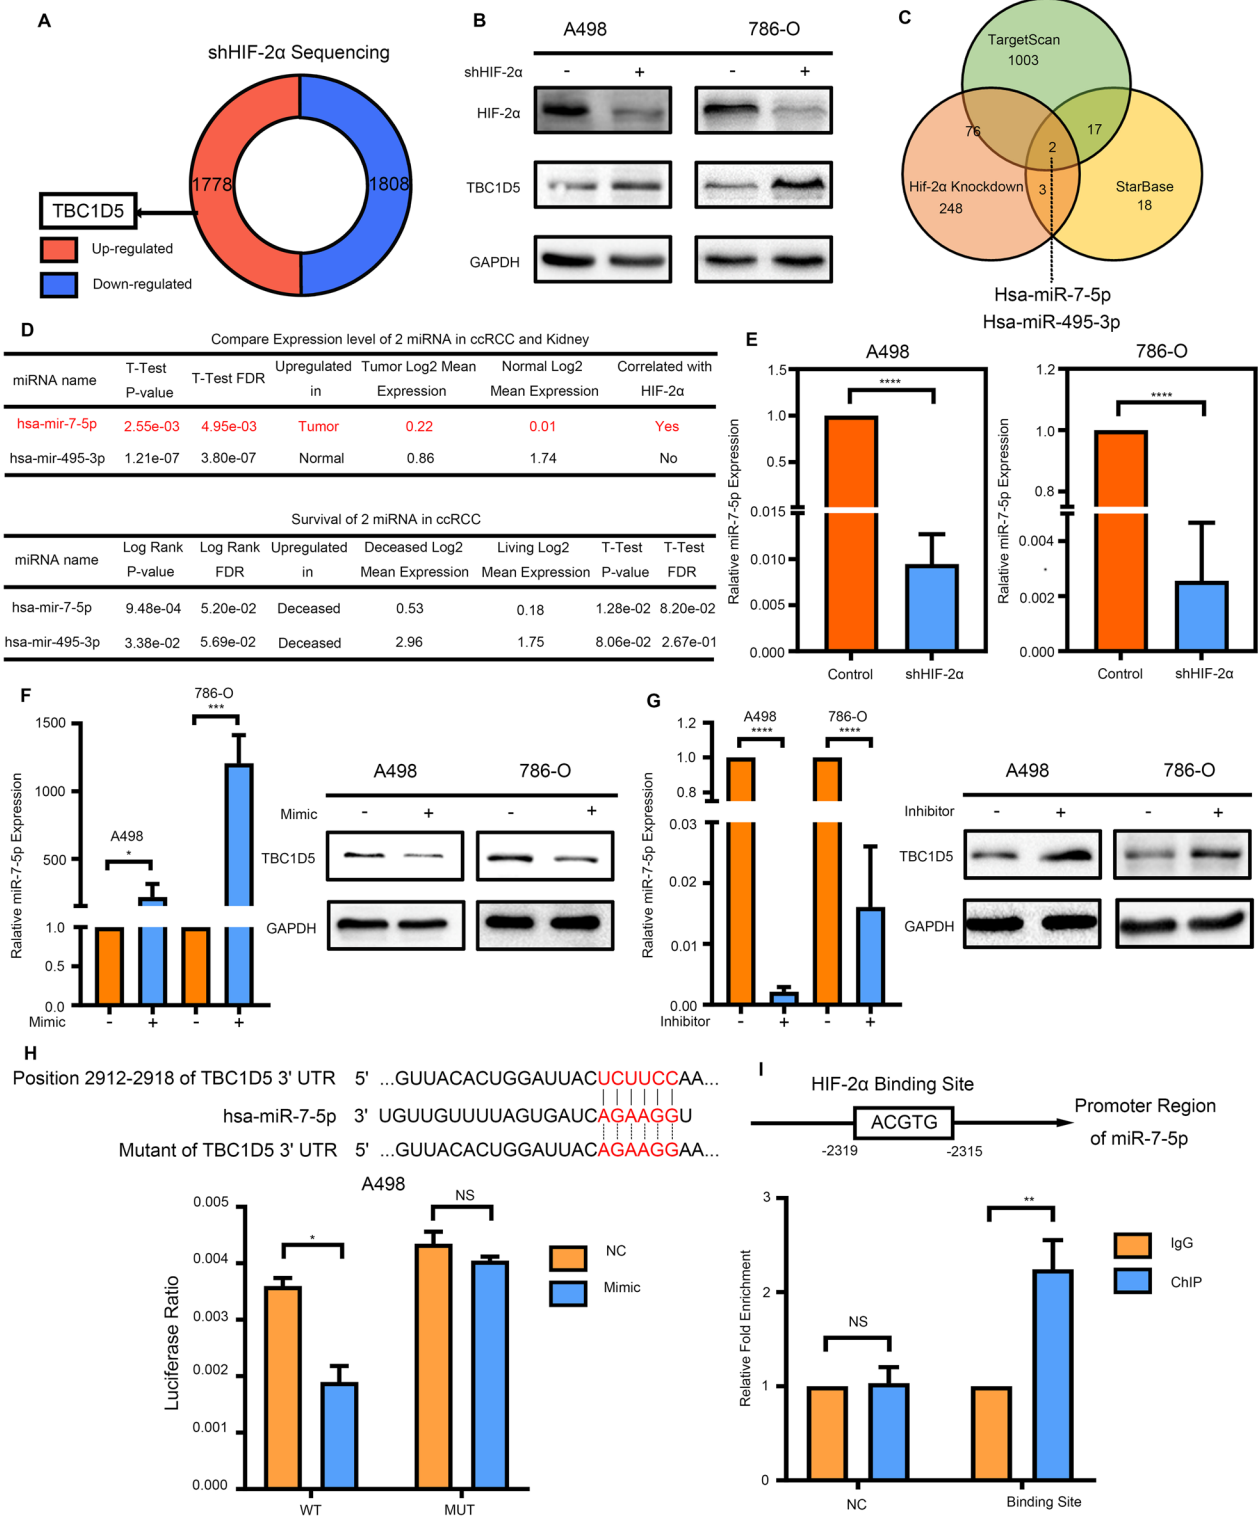 A
shHIF-2α Sequencing
1778
1808
TBC1D5
Up-regulated
Down-regulated
B
A498
786-O
shHIF-2α - + - +
HIF-2α
TBC1D5
GAPDH
C
TargetScan
1003
76
17
2
Hif-2α Knockdown
248
3
StarBase
18
Hsa-miR-7-5p
Hsa-miR-495-3p
D
Compare Expression level of 2 miRNA in ccRCC and Kidney
miRNA name T-Test P-value T-Test FDR Upregulated in Tumor Log2 Mean Expression Normal Log2 Mean Expression Correlated with HIF-2α
hsa-mir-7-5p 2.55e-03 4.95e-03 Tumor 0.22 0.01 Yes
hsa-mir-495-3p 1.21e-07 3.80e-07 Normal 0.86 1.74 No
Survival of 2 miRNA in ccRCC
miRNA name Log Rank P-value Log Rank FDR Upregulated in Deceased Log2 Mean Expression Living Log2 Mean Expression T-Test P-value T-Test FDR
hsa-mir-7-5p 9.48e-04 5.20e-02 Deceased 0.53 0.18 1.28e-02 8.20e-02
hsa-mir-495-3p 3.38e-02 5.69e-02 Deceased 2.96 1.75 8.06e-02 2.67e-01
E
A498
Ralative miR-7-5p Expression
1.5
1.0
0.5
0.015
0.010
0.005
0.000
****
Control
shHIF-2α
786-O
Ralative miR-7-5p Expression
1.2
1.0
0.8
0.004
0.002
0.000
****
Control
shHIF-2α
F
Ralative miR-7-5p Expression
1500
1000
500
1.0
0.5
0.0
A498
*
786-O
***
Mimic - + - +
A498
786-O
Mimic - + - +
TBC1D5
GAPDH
G
Ralative miR-7-5p Expression
1.2
1.0
0.8
0.03
0.02
0.01
0.00
A498
****
786-O
****
Inhibitor - + - +
A498
786-O
Inhibitor - + - +
TBC1D5
GAPDH
H
Position 2912-2918 of TBC1D5 3' UTR 5' ...GUUACACUGGAUUACUCUUCCAA...
hsa-miR-7-5p 3' UGUUGUUUUAGUGAUCAGAAGGU
Mutant of TBC1D5 3' UTR 5' ...GUUACACUGGAUUACAGAAGGAA...
A498
Luciferase Ratio
0.005
0.004
0.003
0.002
0.001
0.000
*
NS
WT
MUT
NC
Mimic
I
HIF-2α Binding Site
ACGTG
-2319
-2315
Promoter Region
of miR-7-5p
Relative Fold Enrichment
3
2
1
0
NS
**
NC
Binding Site
IgG
ChIP